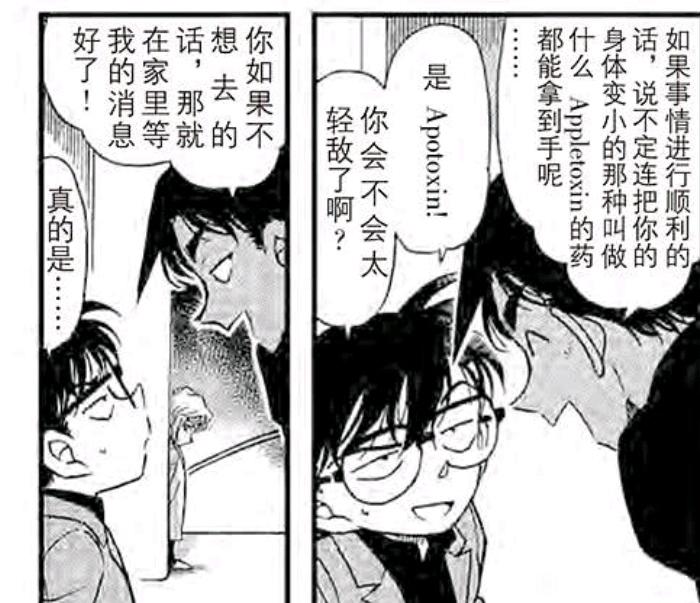 如果事情进行顺利的
话，说不定连把你的
身体变小的那种叫做
什么 Appletoxin 的药
都能拿到手呢
……
是 Apotoxin!
你会不会太
轻敌了啊？
你如果不
想去的
话，那就
在家里等
我的消息
好了！
真的是……